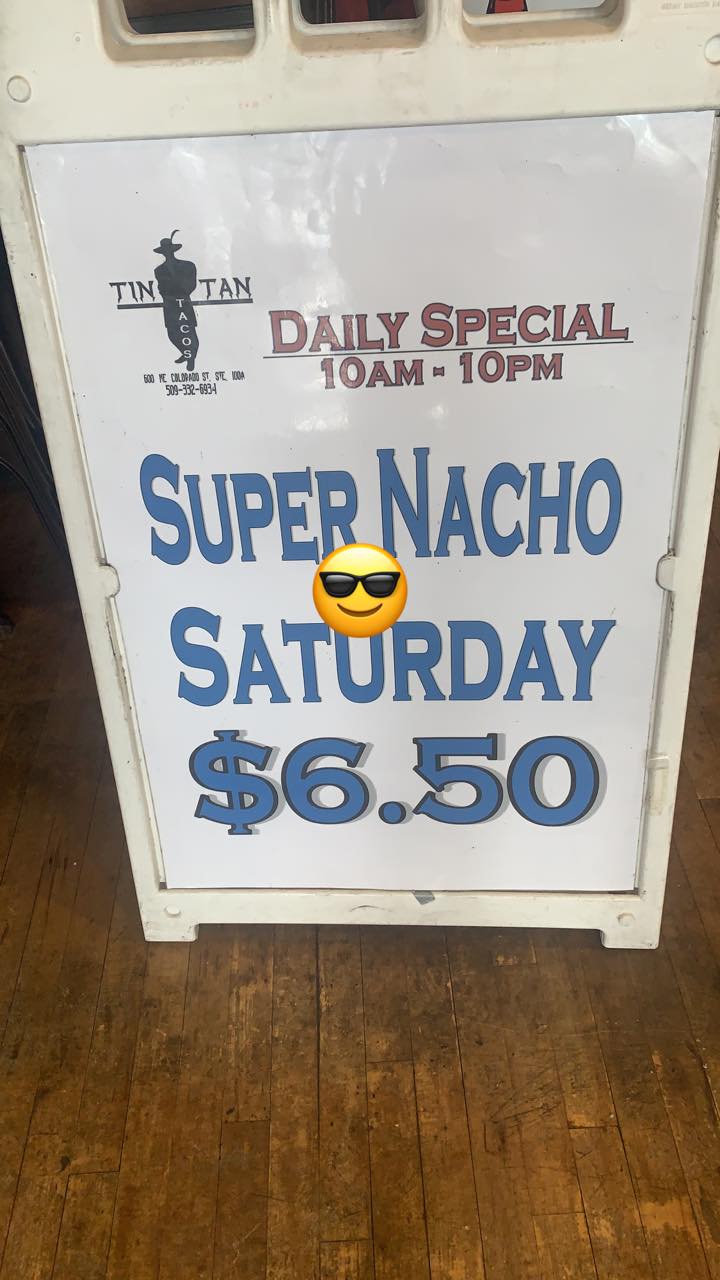 TIN TAN
TACOS
600 NE COLORADO ST. STE. 100A
509-332-6934
DAILY SPECIAL
10AM - 10PM
SUPER NACHO
SATURDAY
$6.50